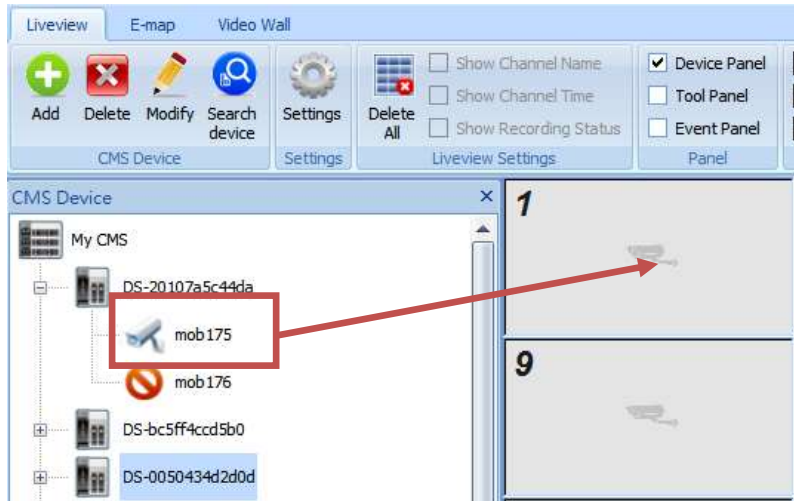 Liveview E-map Video Wall
Show Channel Name Device Panel
Show Channel Time Tool Panel
Add Delete Modify Search device Settings Delete All Show Recording Status Event Panel
CMS Device Settings Liveview Settings Panel
CMS Device
1
My CMS
DS-20107a5c44da
mob175
9
mob176
DS-bc5ff4ccd5b0
DS-0050434d2d0d